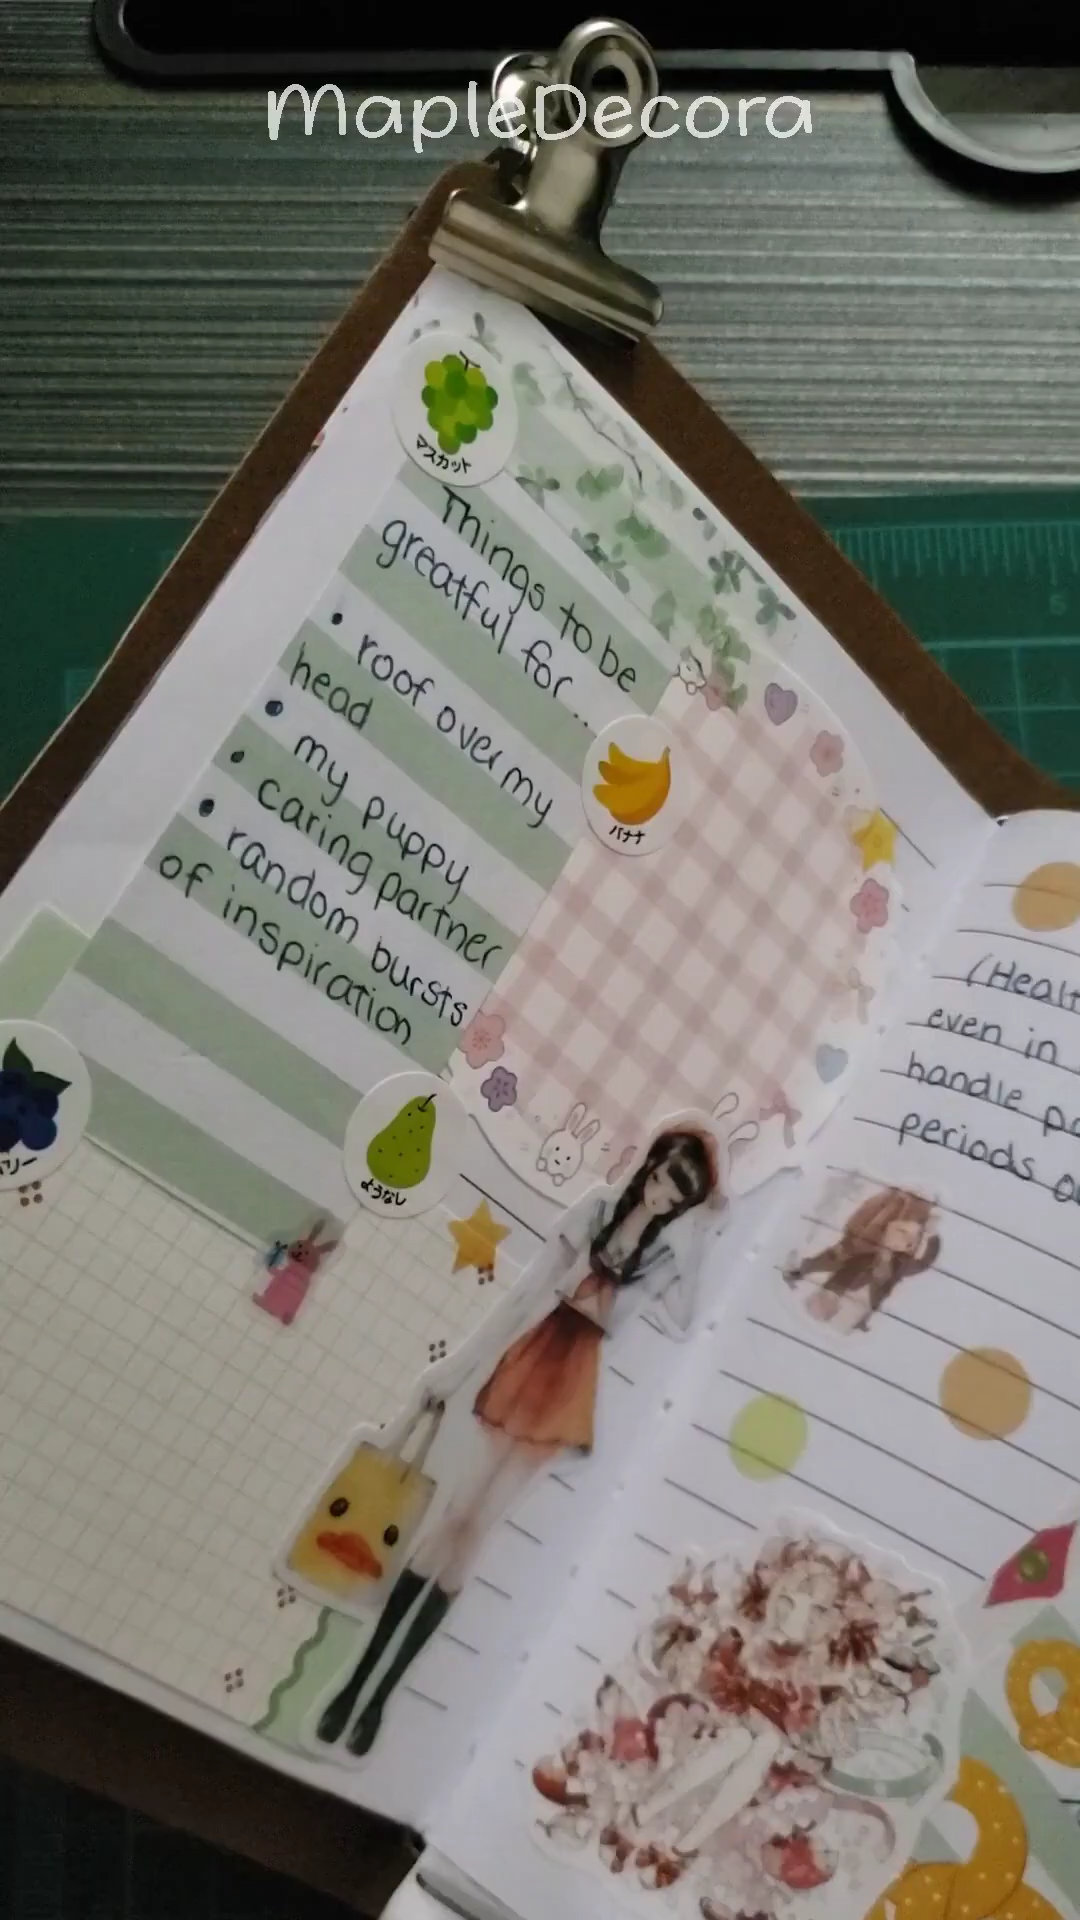 MapleDecora
マスカット
Things to be
greatful for...
• roof over my
head
• my puppy
• caring partner
• random bursts
of inspiration
バナナ
ようなし
(Healt
even in
handle pa
periods o